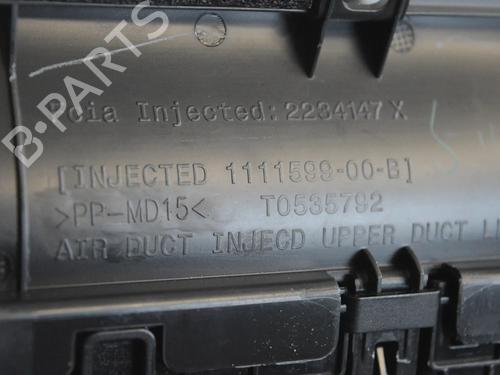 B-PARTS
Injected: 2234147 X
[INJECTED 1111599-00-B]
>PP-MD15< T0535792
AIR DUCT INJECD UPPER DUCT